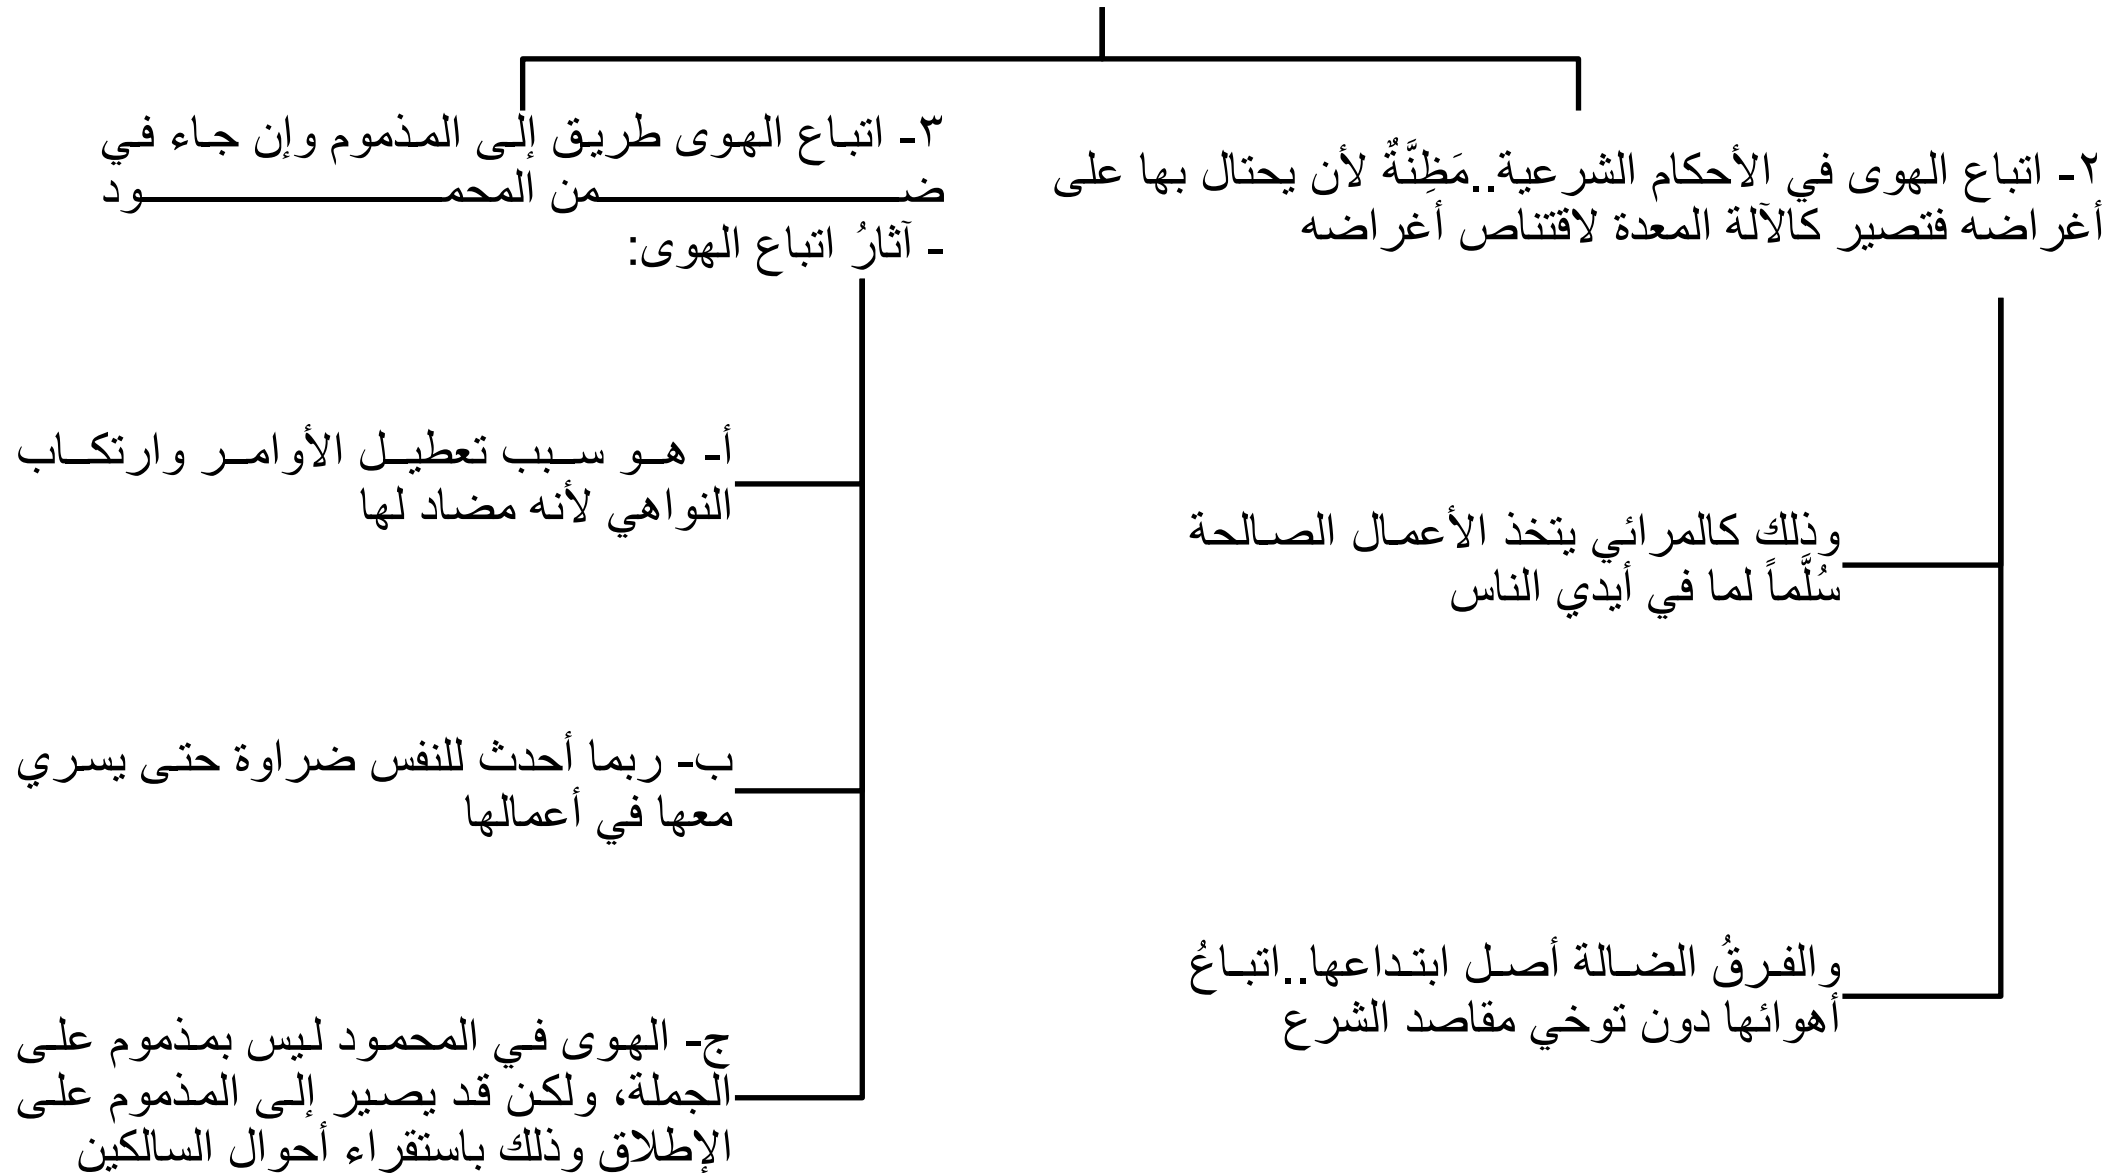 ٢- اتباع الهوى في الأحكام الشرعية..مَظِنَّةٌ لأن يحتال بها على
أغراضه فتصير كالآلة المعدة لاقتناص أغراضه
وذلك كالمرائي يتخذ الأعمال الصالحة
سُلَّماً لما في أيدي الناس
والفرقُ الضالة أصل ابتداعها..اتباعُ
أهوائها دون توخي مقاصد الشرع
٣- اتباع الهوى طريق إلى المذموم وإن جاء في
ضمن المحمود
- آثارُ اتباع الهوى:
أ- هو سبب تعطيل الأوامر وارتكاب
النواهي لأنه مضاد لها
ب- ربما أحدث للنفس ضراوة حتى يسري
معها في أعمالها
ج- الهوى في المحمود ليس بمذموم على
الجملة، ولكن قد يصير إلى المذموم على
الإطلاق وذلك باستقراء أحوال السالكين